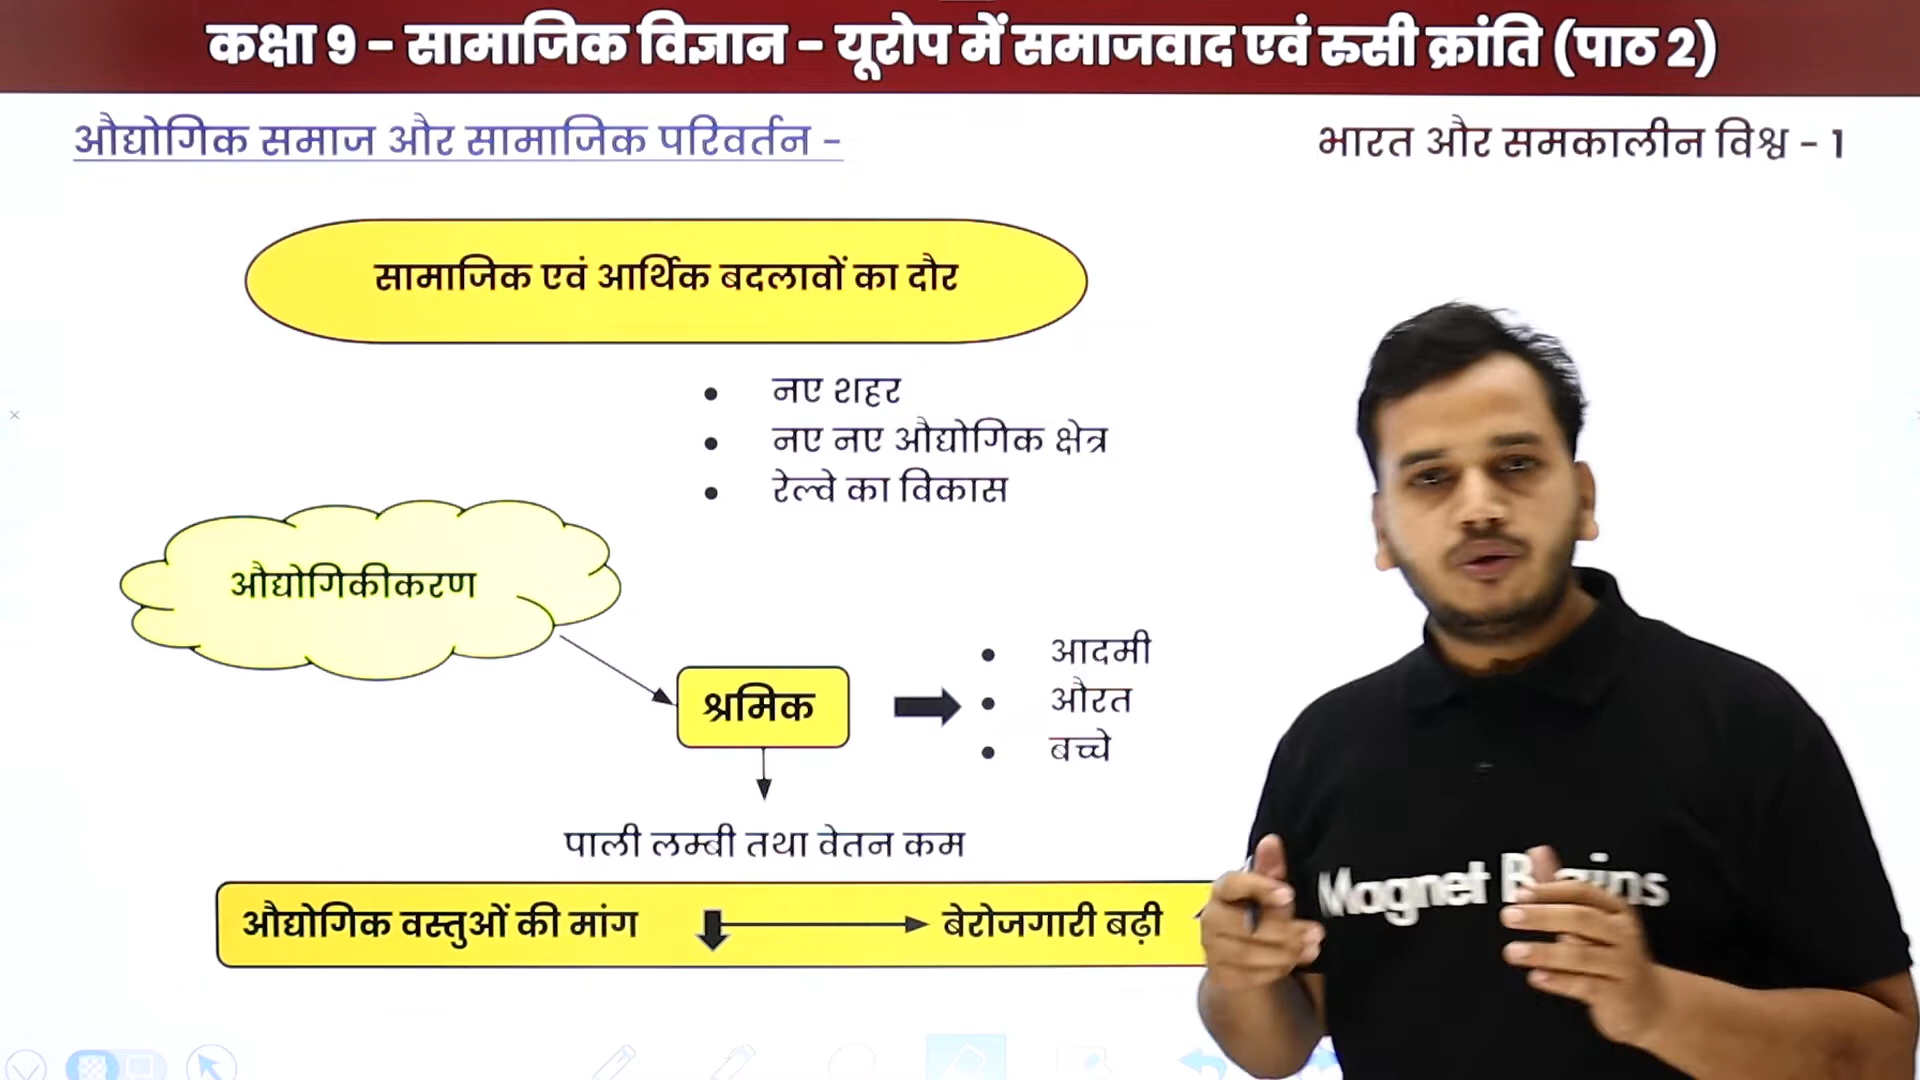 कक्षा 9 - सामाजिक विज्ञान - यूरोप में समाजवाद एवं रुसी क्रांति (पाठ 2)
औद्योगिक समाज और सामाजिक परिवर्तन -
भारत और समकालीन विश्व - 1
सामाजिक एवं आर्थिक बदलावों का दौर
• नए शहर
• नए नए औद्योगिक क्षेत्र
• रेल्वे का विकास
औद्योगिकीकरण
श्रमिक
• आदमी
• औरत
• बच्चे
पाली लम्बी तथा वेतन कम
औद्योगिक वस्तुओं की मांग
बेरोजगारी बढ़ी
Magnet Brains